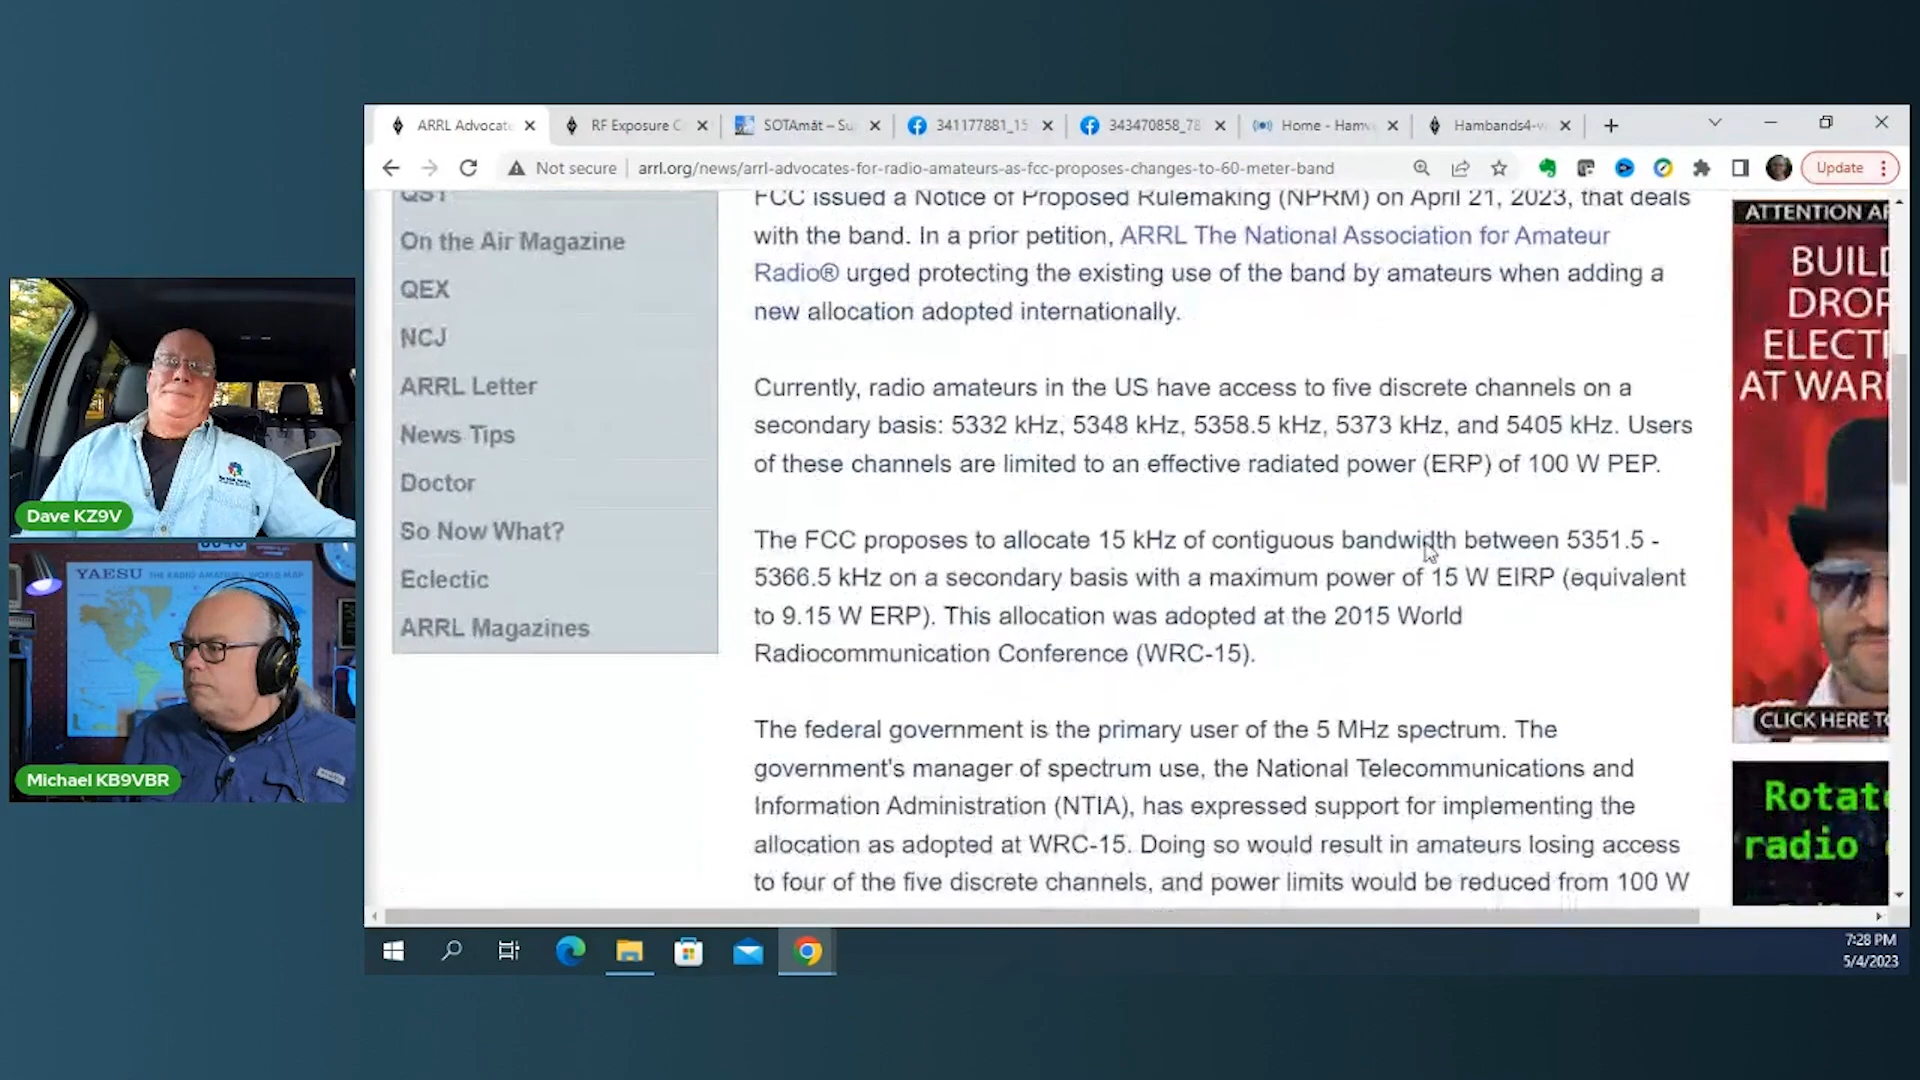 ARRL Advocate
RF Exposure C
SOTAmāt – Su
341177881_15
343470858_78
Home - Hamv
Hambands4-
Not secure
arrl.org/news/arrl-advocates-for-radio-amateurs-as-fcc-proposes-changes-to-60-meter-band
Update
QST
On the Air Magazine
QEX
NCJ
ARRL Letter
News Tips
Doctor
So Now What?
Eclectic
ARRL Magazines
FCC issued a Notice of Proposed Rulemaking (NPRM) on April 21, 2023, that deals
with the band. In a prior petition, ARRL The National Association for Amateur
Radio® urged protecting the existing use of the band by amateurs when adding a
new allocation adopted internationally.
Currently, radio amateurs in the US have access to five discrete channels on a
secondary basis: 5332 kHz, 5348 kHz, 5358.5 kHz, 5373 kHz, and 5405 kHz. Users
of these channels are limited to an effective radiated power (ERP) of 100 W PEP.
The FCC proposes to allocate 15 kHz of contiguous bandwidth between 5351.5 -
5366.5 kHz on a secondary basis with a maximum power of 15 W EIRP (equivalent
to 9.15 W ERP). This allocation was adopted at the 2015 World
Radiocommunication Conference (WRC-15).
The federal government is the primary user of the 5 MHz spectrum. The
government's manager of spectrum use, the National Telecommunications and
Information Administration (NTIA), has expressed support for implementing the
allocation as adopted at WRC-15. Doing so would result in amateurs losing access
to four of the five discrete channels, and power limits would be reduced from 100 W
ATTENTION AR
BUILD
DROP
ELECT
AT WAR
CLICK HERE TO
Rotat
radio
Dave KZ9V
YAESU THE RADIO AMATEURS WORLD MAP
Michael KB9VBR
7:28 PM
5/4/2023